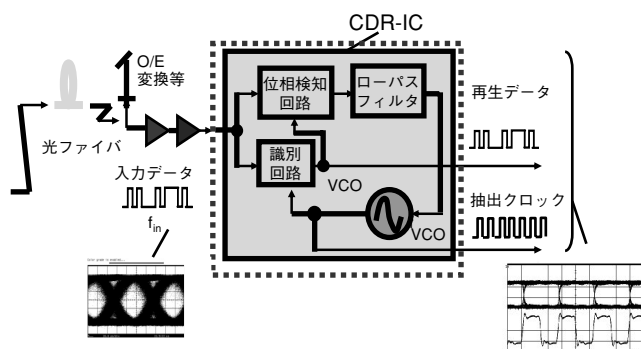 CDR-IC
O/E
変換等
位相検知
回路
ローパス
フィルタ
再生データ
光ファイバ
識別
回路
入力データ
VCO
抽出クロック
VCO
fin